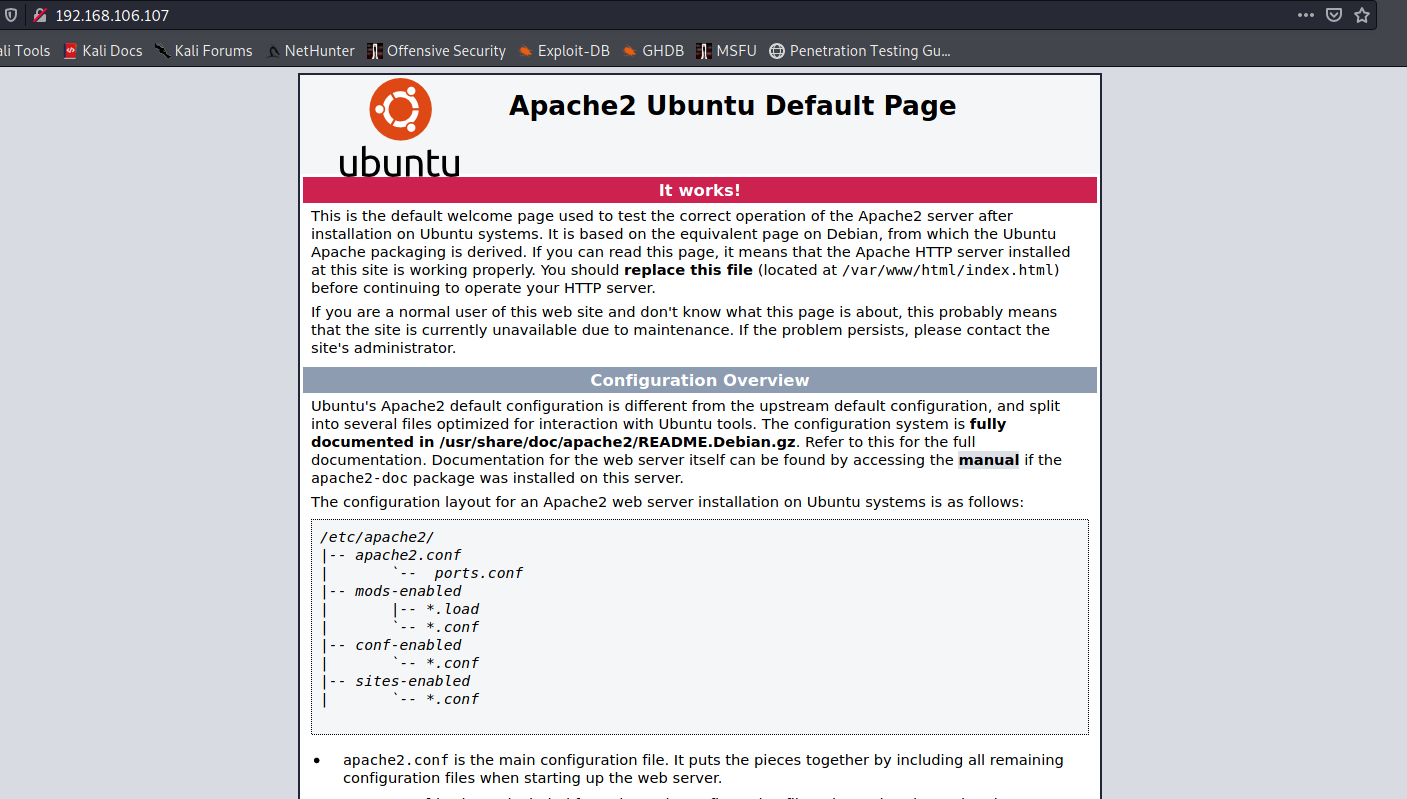 192.168.106.107
ali Tools Kali Docs Kali Forums NetHunter Offensive Security Exploit-DB GHDB MSFU Penetration Testing Gu...
Apache2 Ubuntu Default Page
ubuntu
It works!
This is the default welcome page used to test the correct operation of the Apache2 server after
installation on Ubuntu systems. It is based on the equivalent page on Debian, from which the Ubuntu
Apache packaging is derived. If you can read this page, it means that the Apache HTTP server installed
at this site is working properly. You should replace this file (located at /var/www/html/index.html)
before continuing to operate your HTTP server.
If you are a normal user of this web site and don't know what this page is about, this probably means
that the site is currently unavailable due to maintenance. If the problem persists, please contact the
site's administrator.
Configuration Overview
Ubuntu's Apache2 default configuration is different from the upstream default configuration, and split
into several files optimized for interaction with Ubuntu tools. The configuration system is fully
documented in /usr/share/doc/apache2/README.Debian.gz. Refer to this for the full
documentation. Documentation for the web server itself can be found by accessing the manual if the
apache2-doc package was installed on this server.
The configuration layout for an Apache2 web server installation on Ubuntu systems is as follows:
/etc/apache2/
|-- apache2.conf
|       `--  ports.conf
|-- mods-enabled
|       |-- *.load
|       `-- *.conf
|-- conf-enabled
|       `-- *.conf
|-- sites-enabled
|       `-- *.conf
• apache2.conf is the main configuration file. It puts the pieces together by including all remaining
configuration files when starting up the web server.